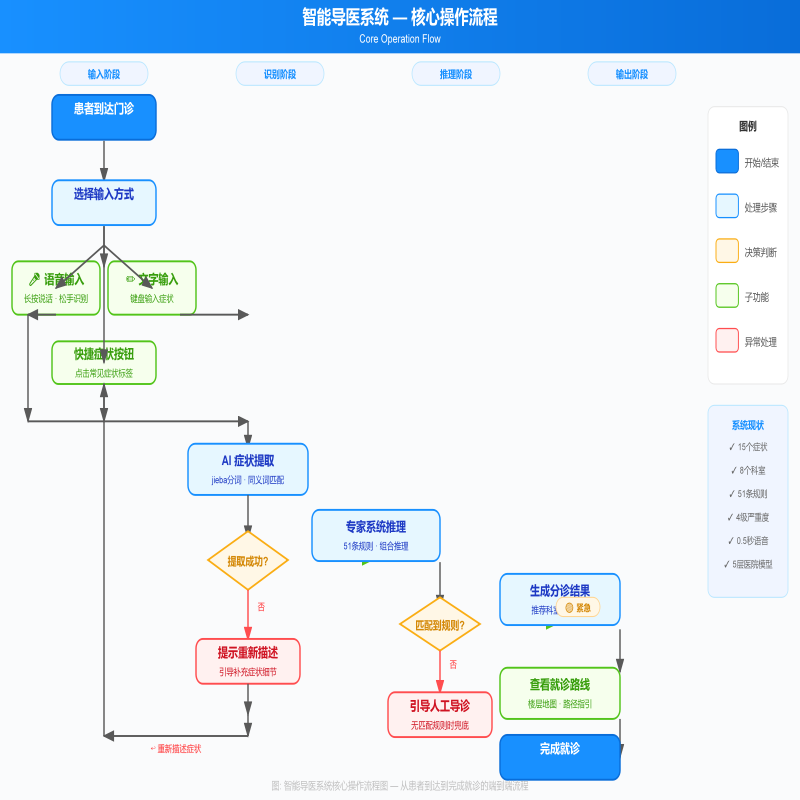 智能导医系统 — 核心操作流程
Core Operation Flow
输入阶段
识别阶段
推理阶段
输出阶段
患者到达门诊
选择输入方式
语音输入
长按说话 · 松手识别
文字输入
键盘输入症状
快捷症状按钮
点击常见症状标签
AI 症状提取
jieba分词 · 同义词匹配
提取成功?
否
提示重新描述
引导补充症状细节
↩ 重新描述症状
专家系统推理
51条规则 · 组合推理
匹配到规则?
否
引导人工导诊
无匹配规则时兜底
生成分诊结果
推荐科
紧急
查看就诊路线
楼层地图 · 路径指引
完成就诊
图例
开始/结束
处理步骤
决策判断
子功能
异常处理
系统现状
✓ 15个症状
✓ 8个科室
✓ 51条规则
✓ 4级严重度
✓ 0.5秒语音
✓ 5层医院模型
图: 智能导医系统核心操作流程图 — 从患者到达到完成就诊的端到端流程